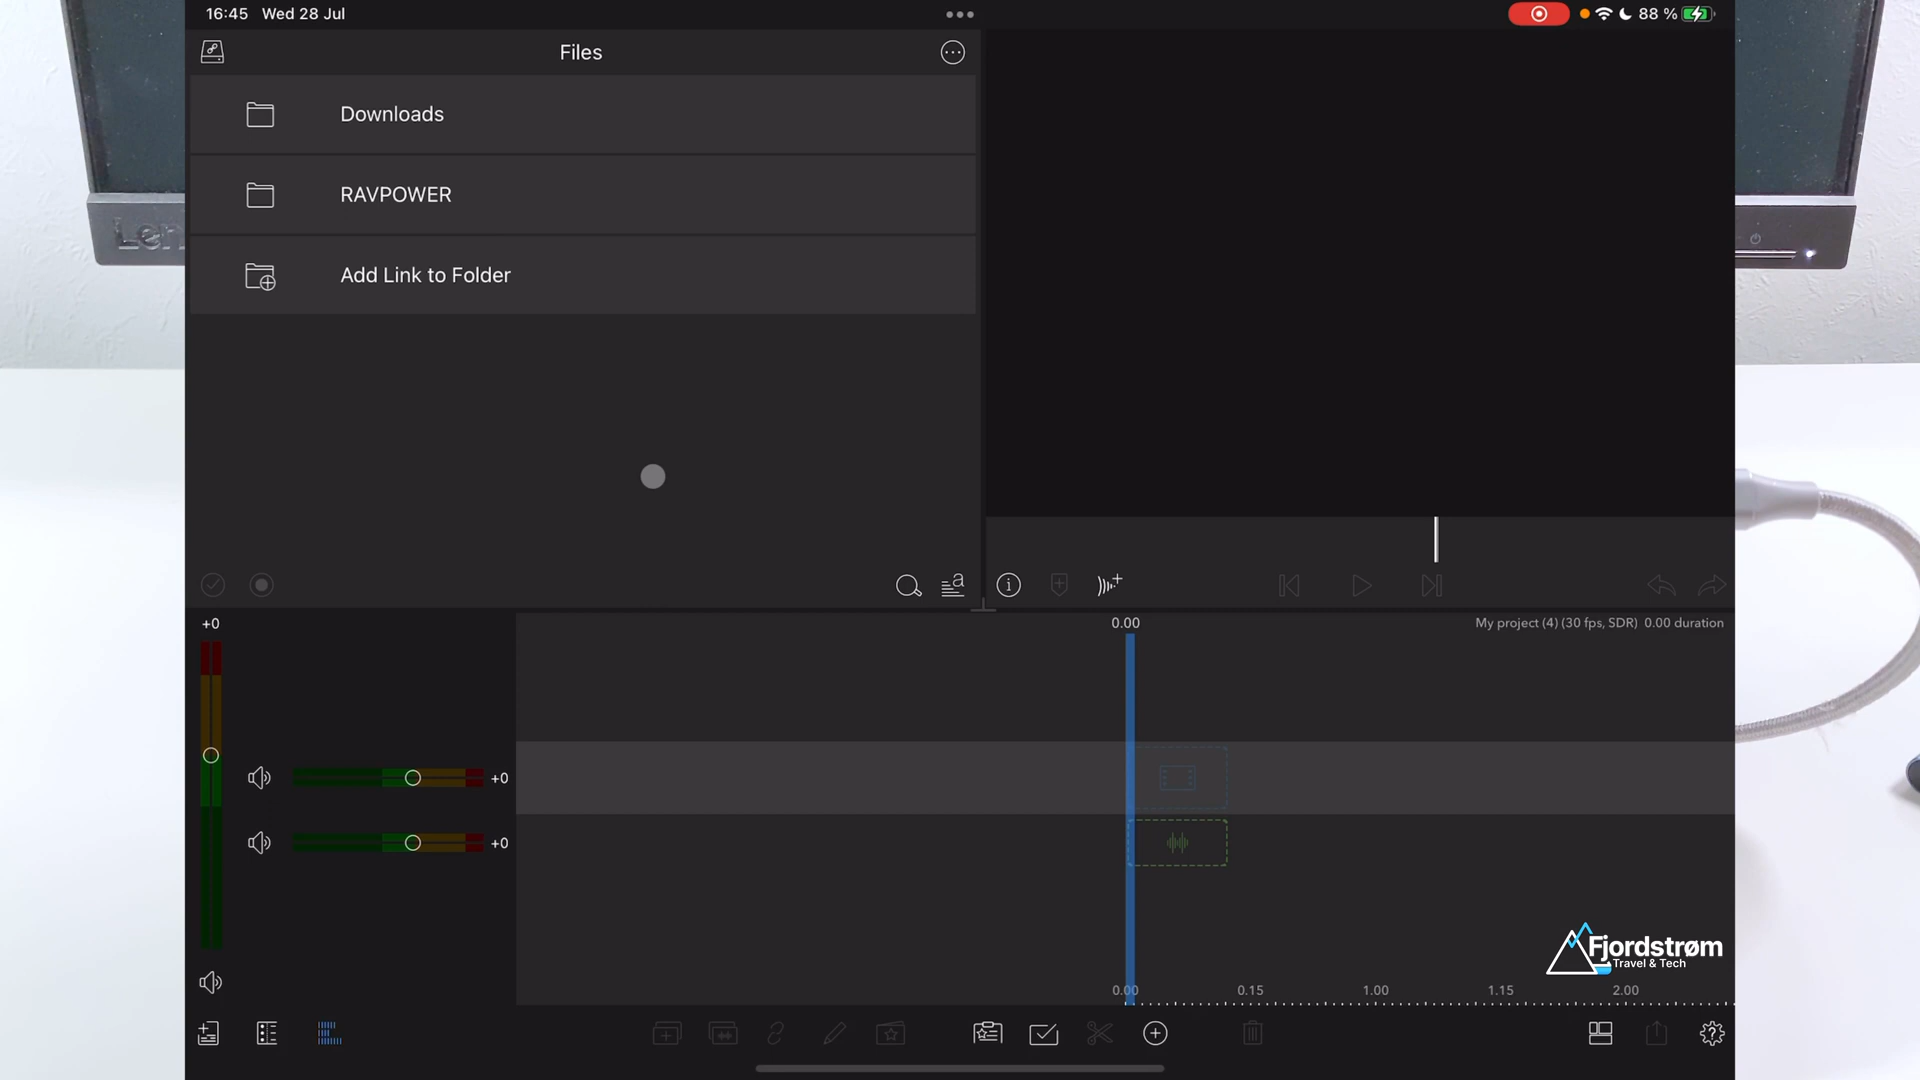 16:45 Wed 28 Jul
88 %
Files
Downloads
RAVPOWER
Add Link to Folder
Len
+0
0.00
My project (4) (30 fps, SDR) 0.00 duration
+0
+0
Fjordstrøm
Travel & Tech
0.00 0.15 1.00 1.15 2.00